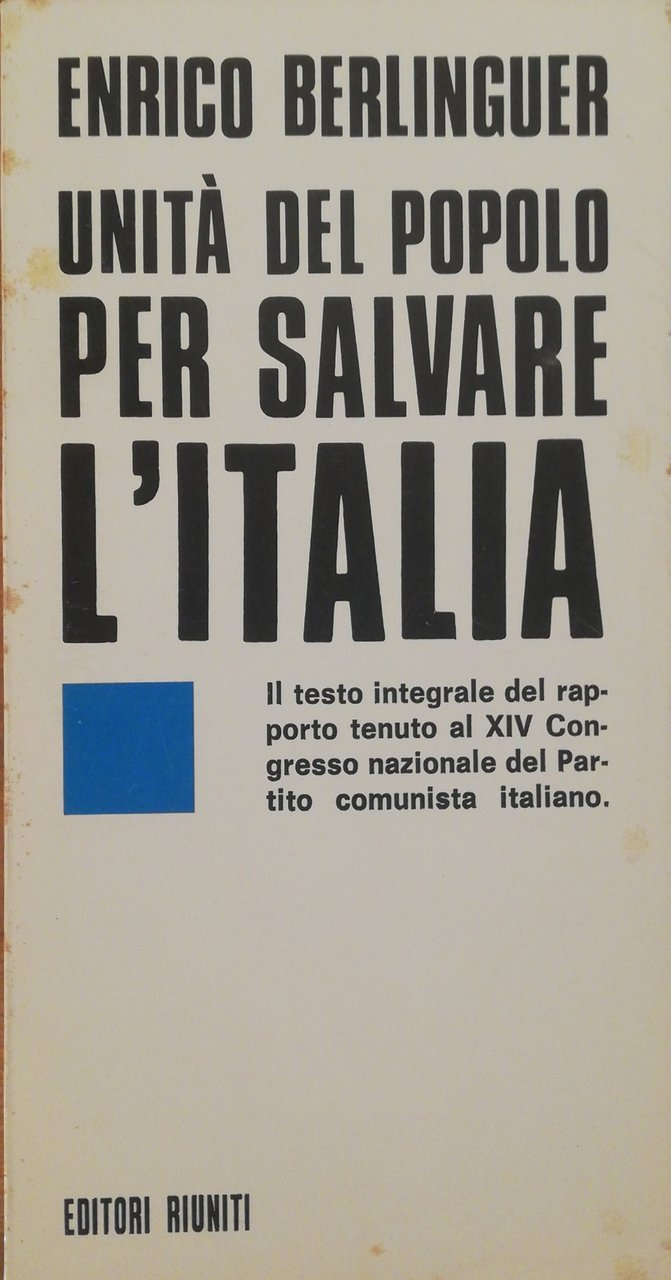 ENRICO BERLINGUER
UNITÀ DEL POPOLO
PER SALVARE
L'ITALIA
Il testo integrale del rap-
porto tenuto al XIV Con-
gresso nazionale del Par-
tito comunista italiano.
EDITORI RIUNITI